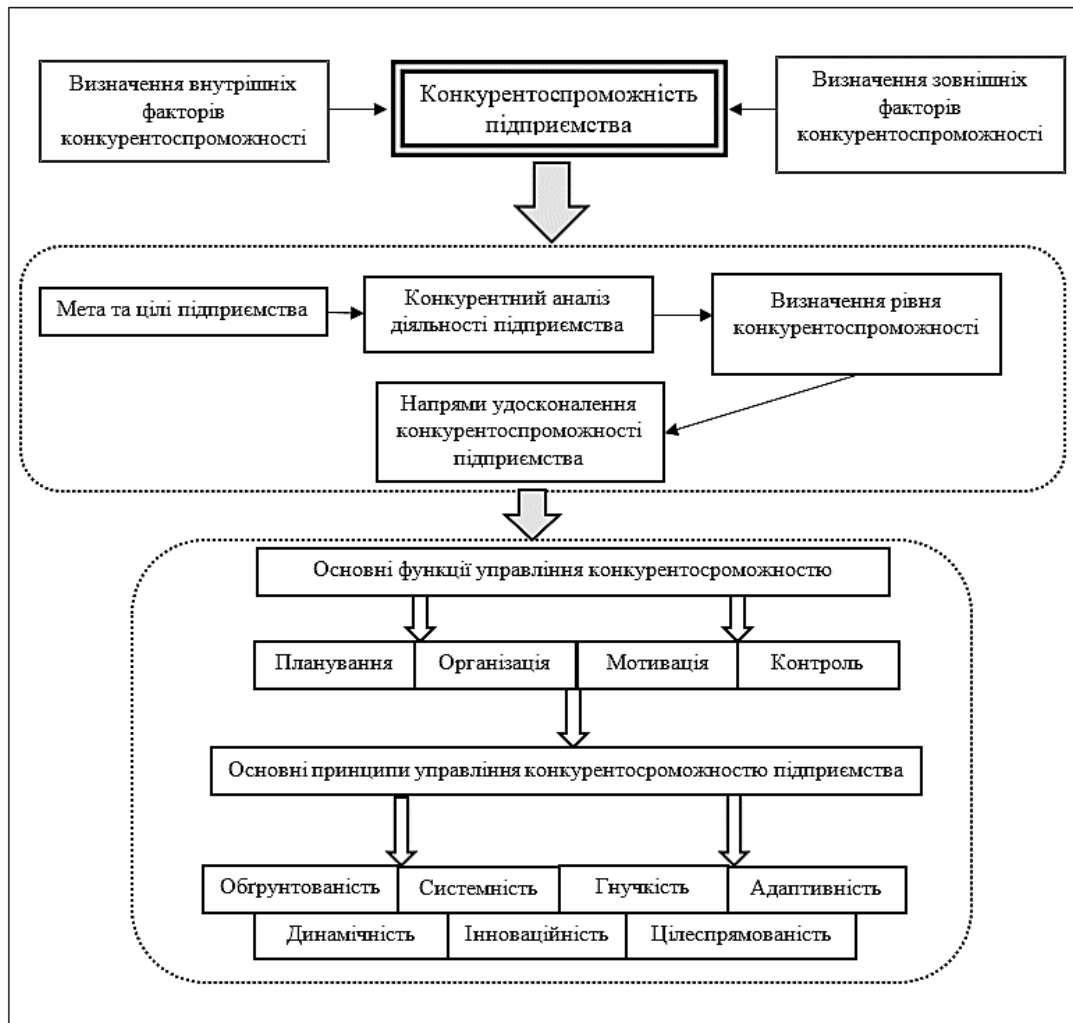 Визначення внутрішніх
факторів
конкурентоспроможності
Конкурентоспроможність
підприємства
Визначення зовнішніх
факторів
конкурентоспроможності
Мета та цілі підприємства
Конкурентний аналіз
діяльності підприємства
Визначення рівня
конкурентоспроможності
Напрями удосконалення
конкурентоспроможності
підприємства
Основні функції управління конкурентосроможностю
Планування
Організація
Мотивація
Контроль
Основні принципи управління конкурентосроможностю підприємства
Обґрунтованість
Системність
Гнучкість
Адаптивність
Динамічність
Інноваційність
Цілеспрямованість